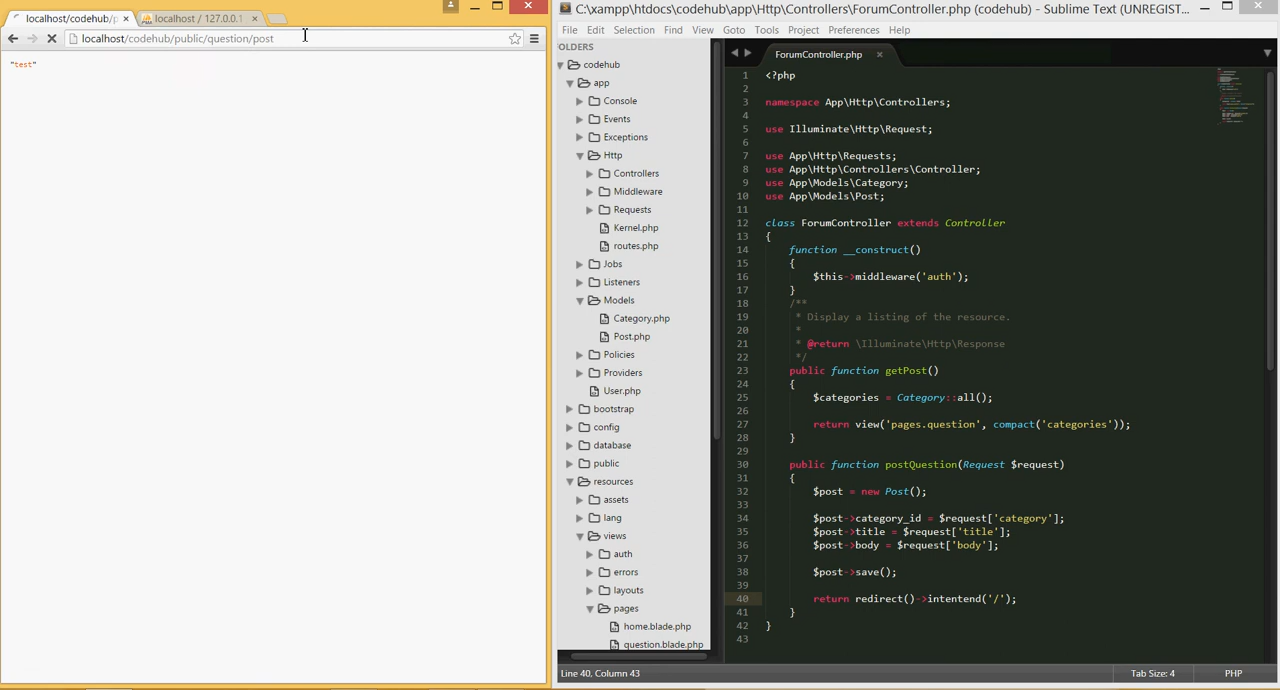 localhost/codehub/p × localhost / 127.0.0.1 ×
localhost/codehub/public/question/post
"test"
C:\xampp\htdocs\codehub\app\Http\Controllers\ForumController.php (codehub) - Sublime Text (UNREGIST...
File Edit Selection Find View Goto Tools Project Preferences Help
OLDERS
codehub
app
Console
Events
Exceptions
Http
Controllers
Middleware
Requests
Kernel.php
routes.php
Jobs
Listeners
Models
Category.php
Post.php
Policies
Providers
User.php
bootstrap
config
database
public
resources
assets
lang
views
auth
errors
layouts
pages
home.blade.php
question.blade.php
ForumController.php ×
1 <?php
2
3 namespace App\Http\Controllers;
4
5 use Illuminate\Http\Request;
6
7 use App\Http\Requests;
8 use App\Http\Controllers\Controller;
9 use App\Models\Category;
10 use App\Models\Post;
11
12 class ForumController extends Controller
13 {
14 function __construct()
15 {
16 $this->middleware('auth');
17 }
18 /**
19 * Display a listing of the resource.
20 *
21 * @return \Illuminate\Http\Response
22 */
23 public function getPost()
24 {
25 $categories = Category::all();
26
27 return view('pages.question', compact('categories'));
28 }
29
30 public function postQuestion(Request $request)
31 {
32 $post = new Post();
33
34 $post->category_id = $request['category'];
35 $post->title = $request['title'];
36 $post->body = $request['body'];
37
38 $post->save();
39
40 return redirect()->intentend('/');
41 }
42 }
43
Line 40, Column 43 Tab Size: 4 PHP